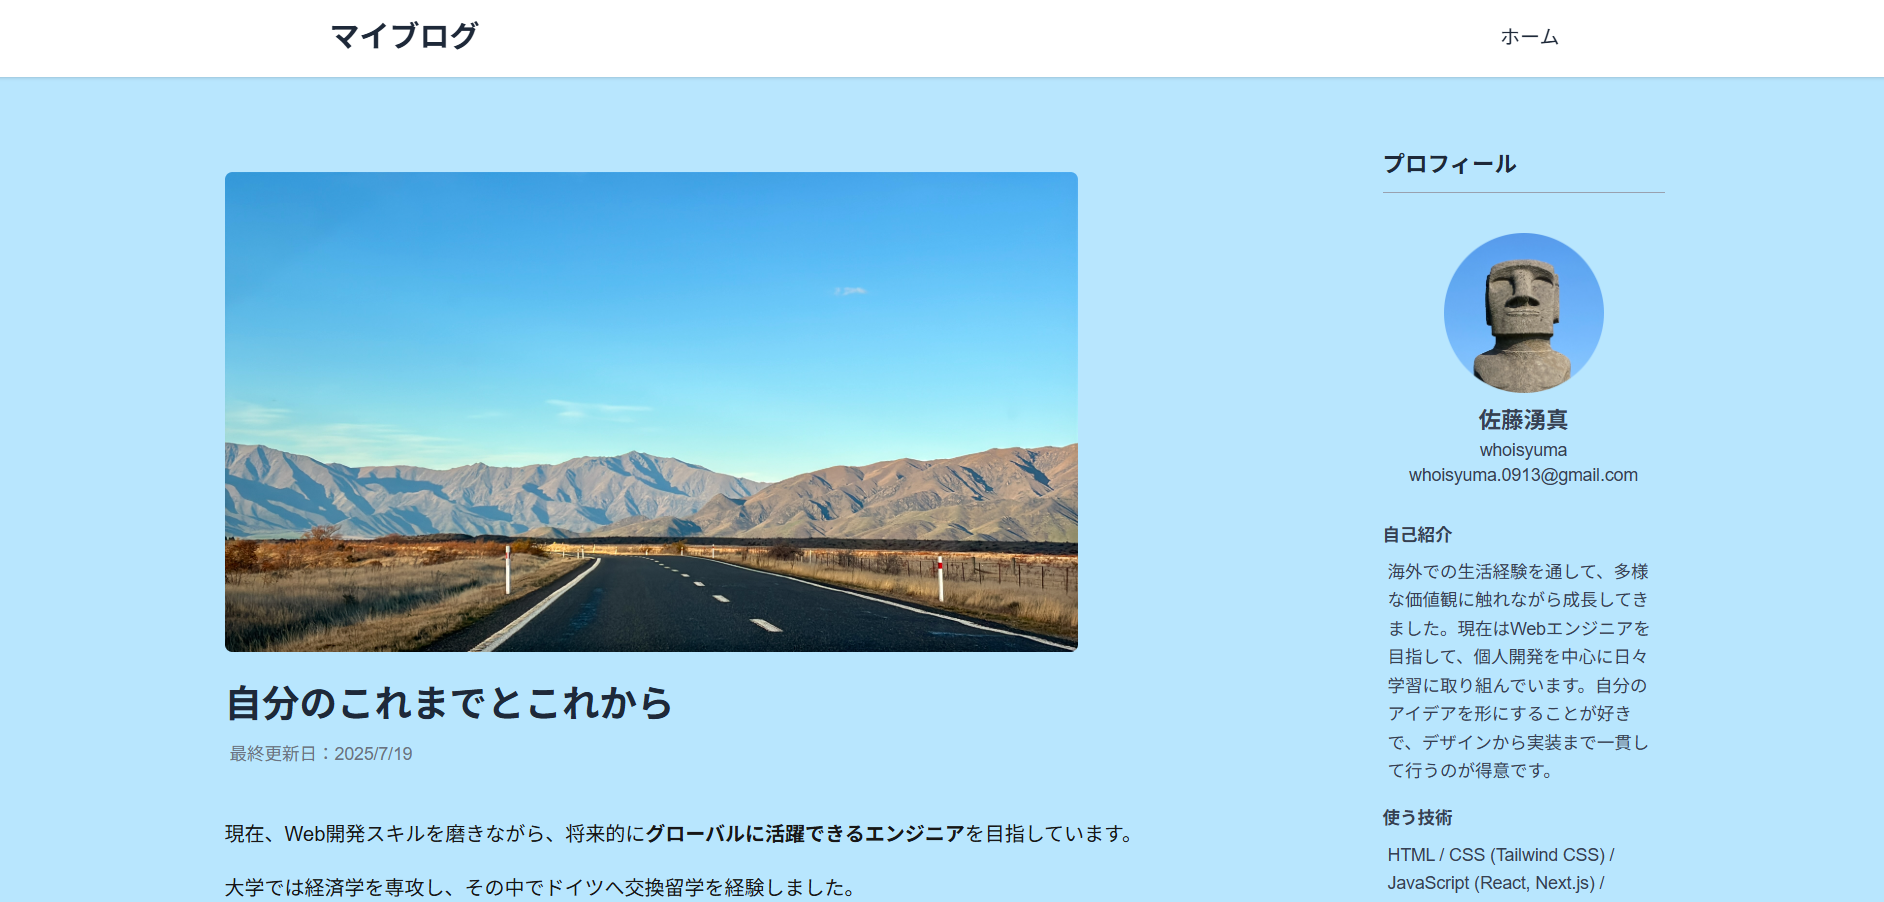 マイブログ
ホーム
自分のこれまでとこれから
最終更新日：2025/7/19
現在、Web開発スキルを磨きながら、将来的にグローバルに活躍できるエンジニアを目指しています。
大学では経済学を専攻し、その中でドイツへ交換留学を経験しました。
プロフィール
佐藤湧真
whoisyuma
whoisyuma.0913@gmail.com
自己紹介
海外での生活経験を通して、多様
な価値観に触れながら成長してき
ました。現在はWebエンジニアを
目指して、個人開発を中心に日々
学習に取り組んでいます。自分の
アイデアを形にすることが好き
で、デザインから実装まで一貫し
て行うのが得意です。
使う技術
HTML / CSS (Tailwind CSS) /
JavaScript (React, Next.js) /